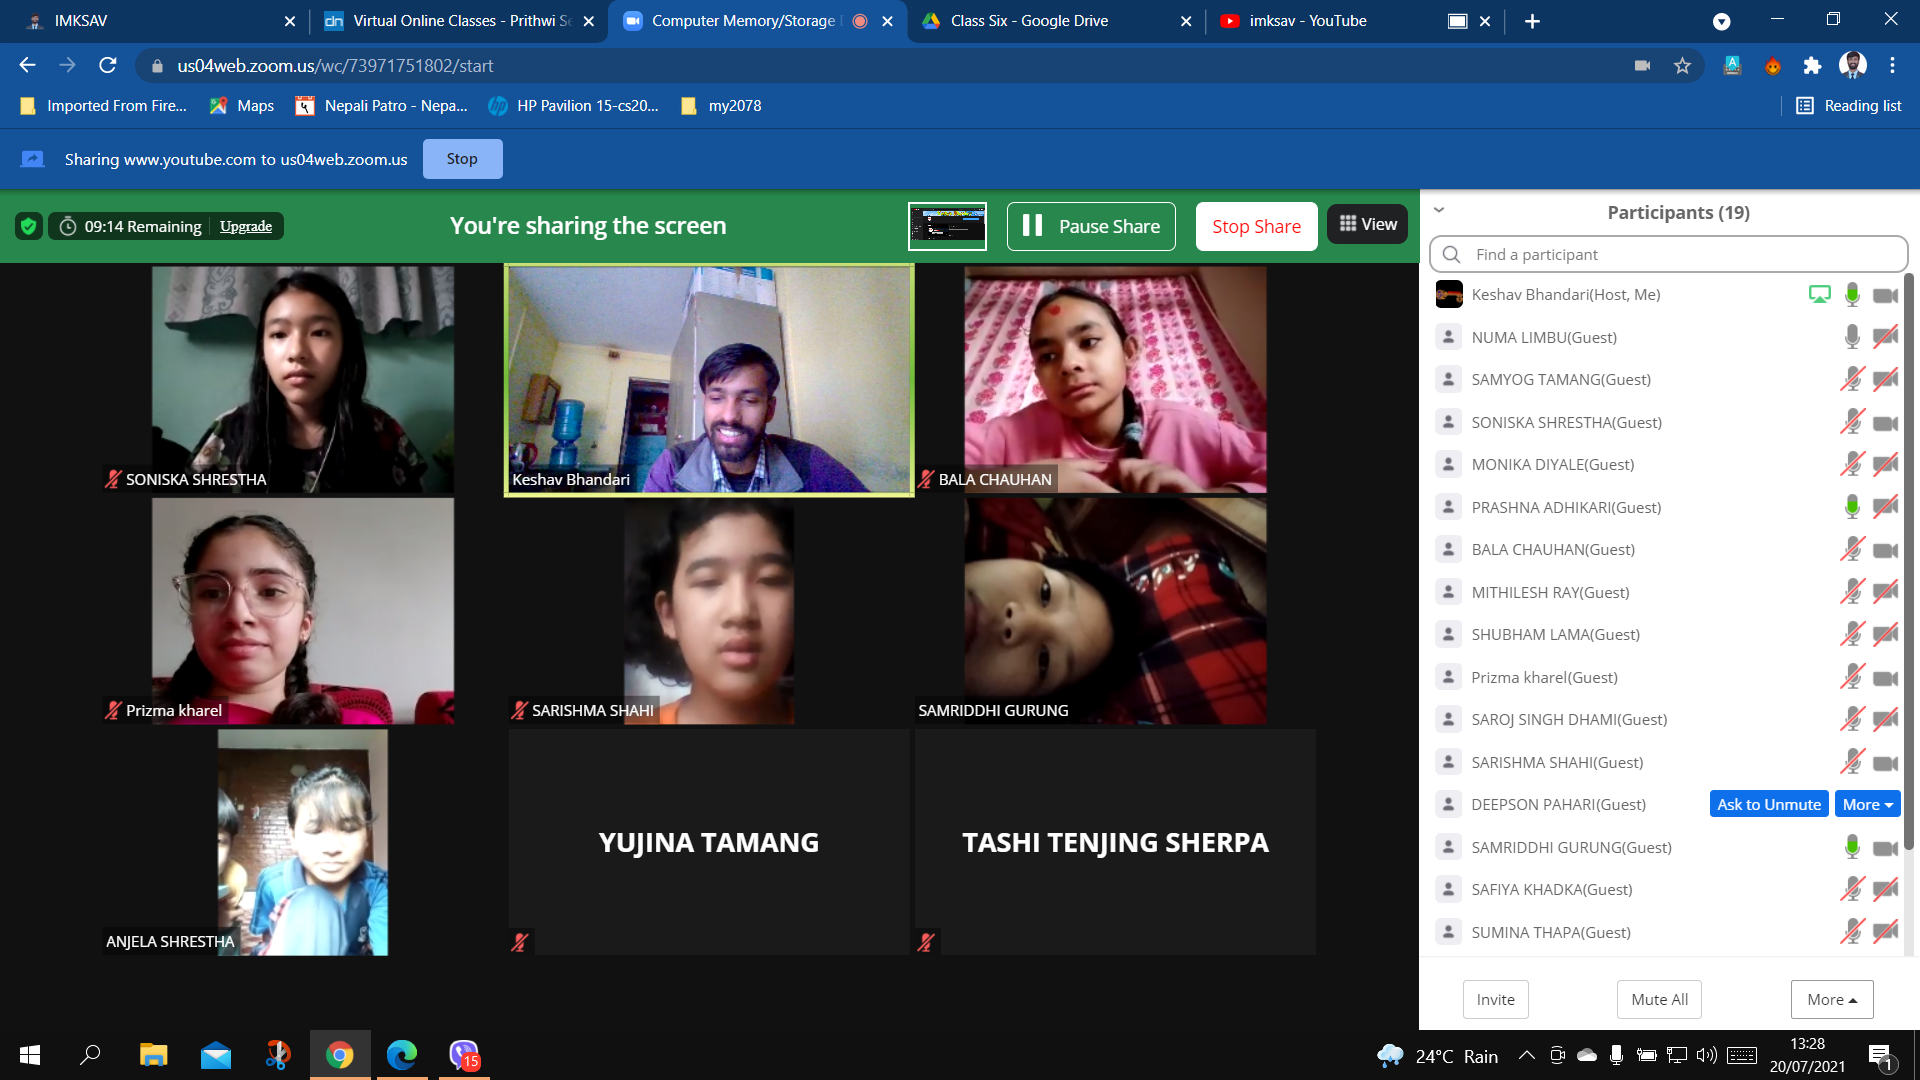 IMKSAV
Virtual Online Classes - Prithwi Se
Computer Memory/Storage
Class Six - Google Drive
imksav - YouTube
us04web.zoom.us/wc/73971751802/start
Imported From Fire...
Maps
Nepali Patro - Nepa...
HP Pavilion 15-cs20...
my2078
Reading list
Sharing www.youtube.com to us04web.zoom.us
Stop
09:14 Remaining
Upgrade
You're sharing the screen
Pause Share
Stop Share
View
SONISKA SHRESTHA
Keshav Bhandari
BALA CHAUHAN
Prizma kharel
SARISHMA SHAHI
SAMRIDDHI GURUNG
ANJELA SHRESTHA
YUJINA TAMANG
TASHI TENJING SHERPA
Participants (19)
Find a participant
Keshav Bhandari(Host, Me)
NUMA LIMBU(Guest)
SAMYOG TAMANG(Guest)
SONISKA SHRESTHA(Guest)
MONIKA DIYALE(Guest)
PRASHNA ADHIKARI(Guest)
BALA CHAUHAN(Guest)
MITHILESH RAY(Guest)
SHUBHAM LAMA(Guest)
Prizma kharel(Guest)
SAROJ SINGH DHAMI(Guest)
SARISHMA SHAHI(Guest)
DEEPSON PAHARI(Guest)
Ask to Unmute
More
SAMRIDDHI GURUNG(Guest)
SAFIYA KHADKA(Guest)
SUMINA THAPA(Guest)
Invite
Mute All
More
15
24°C Rain
13:28
20/07/2021
1